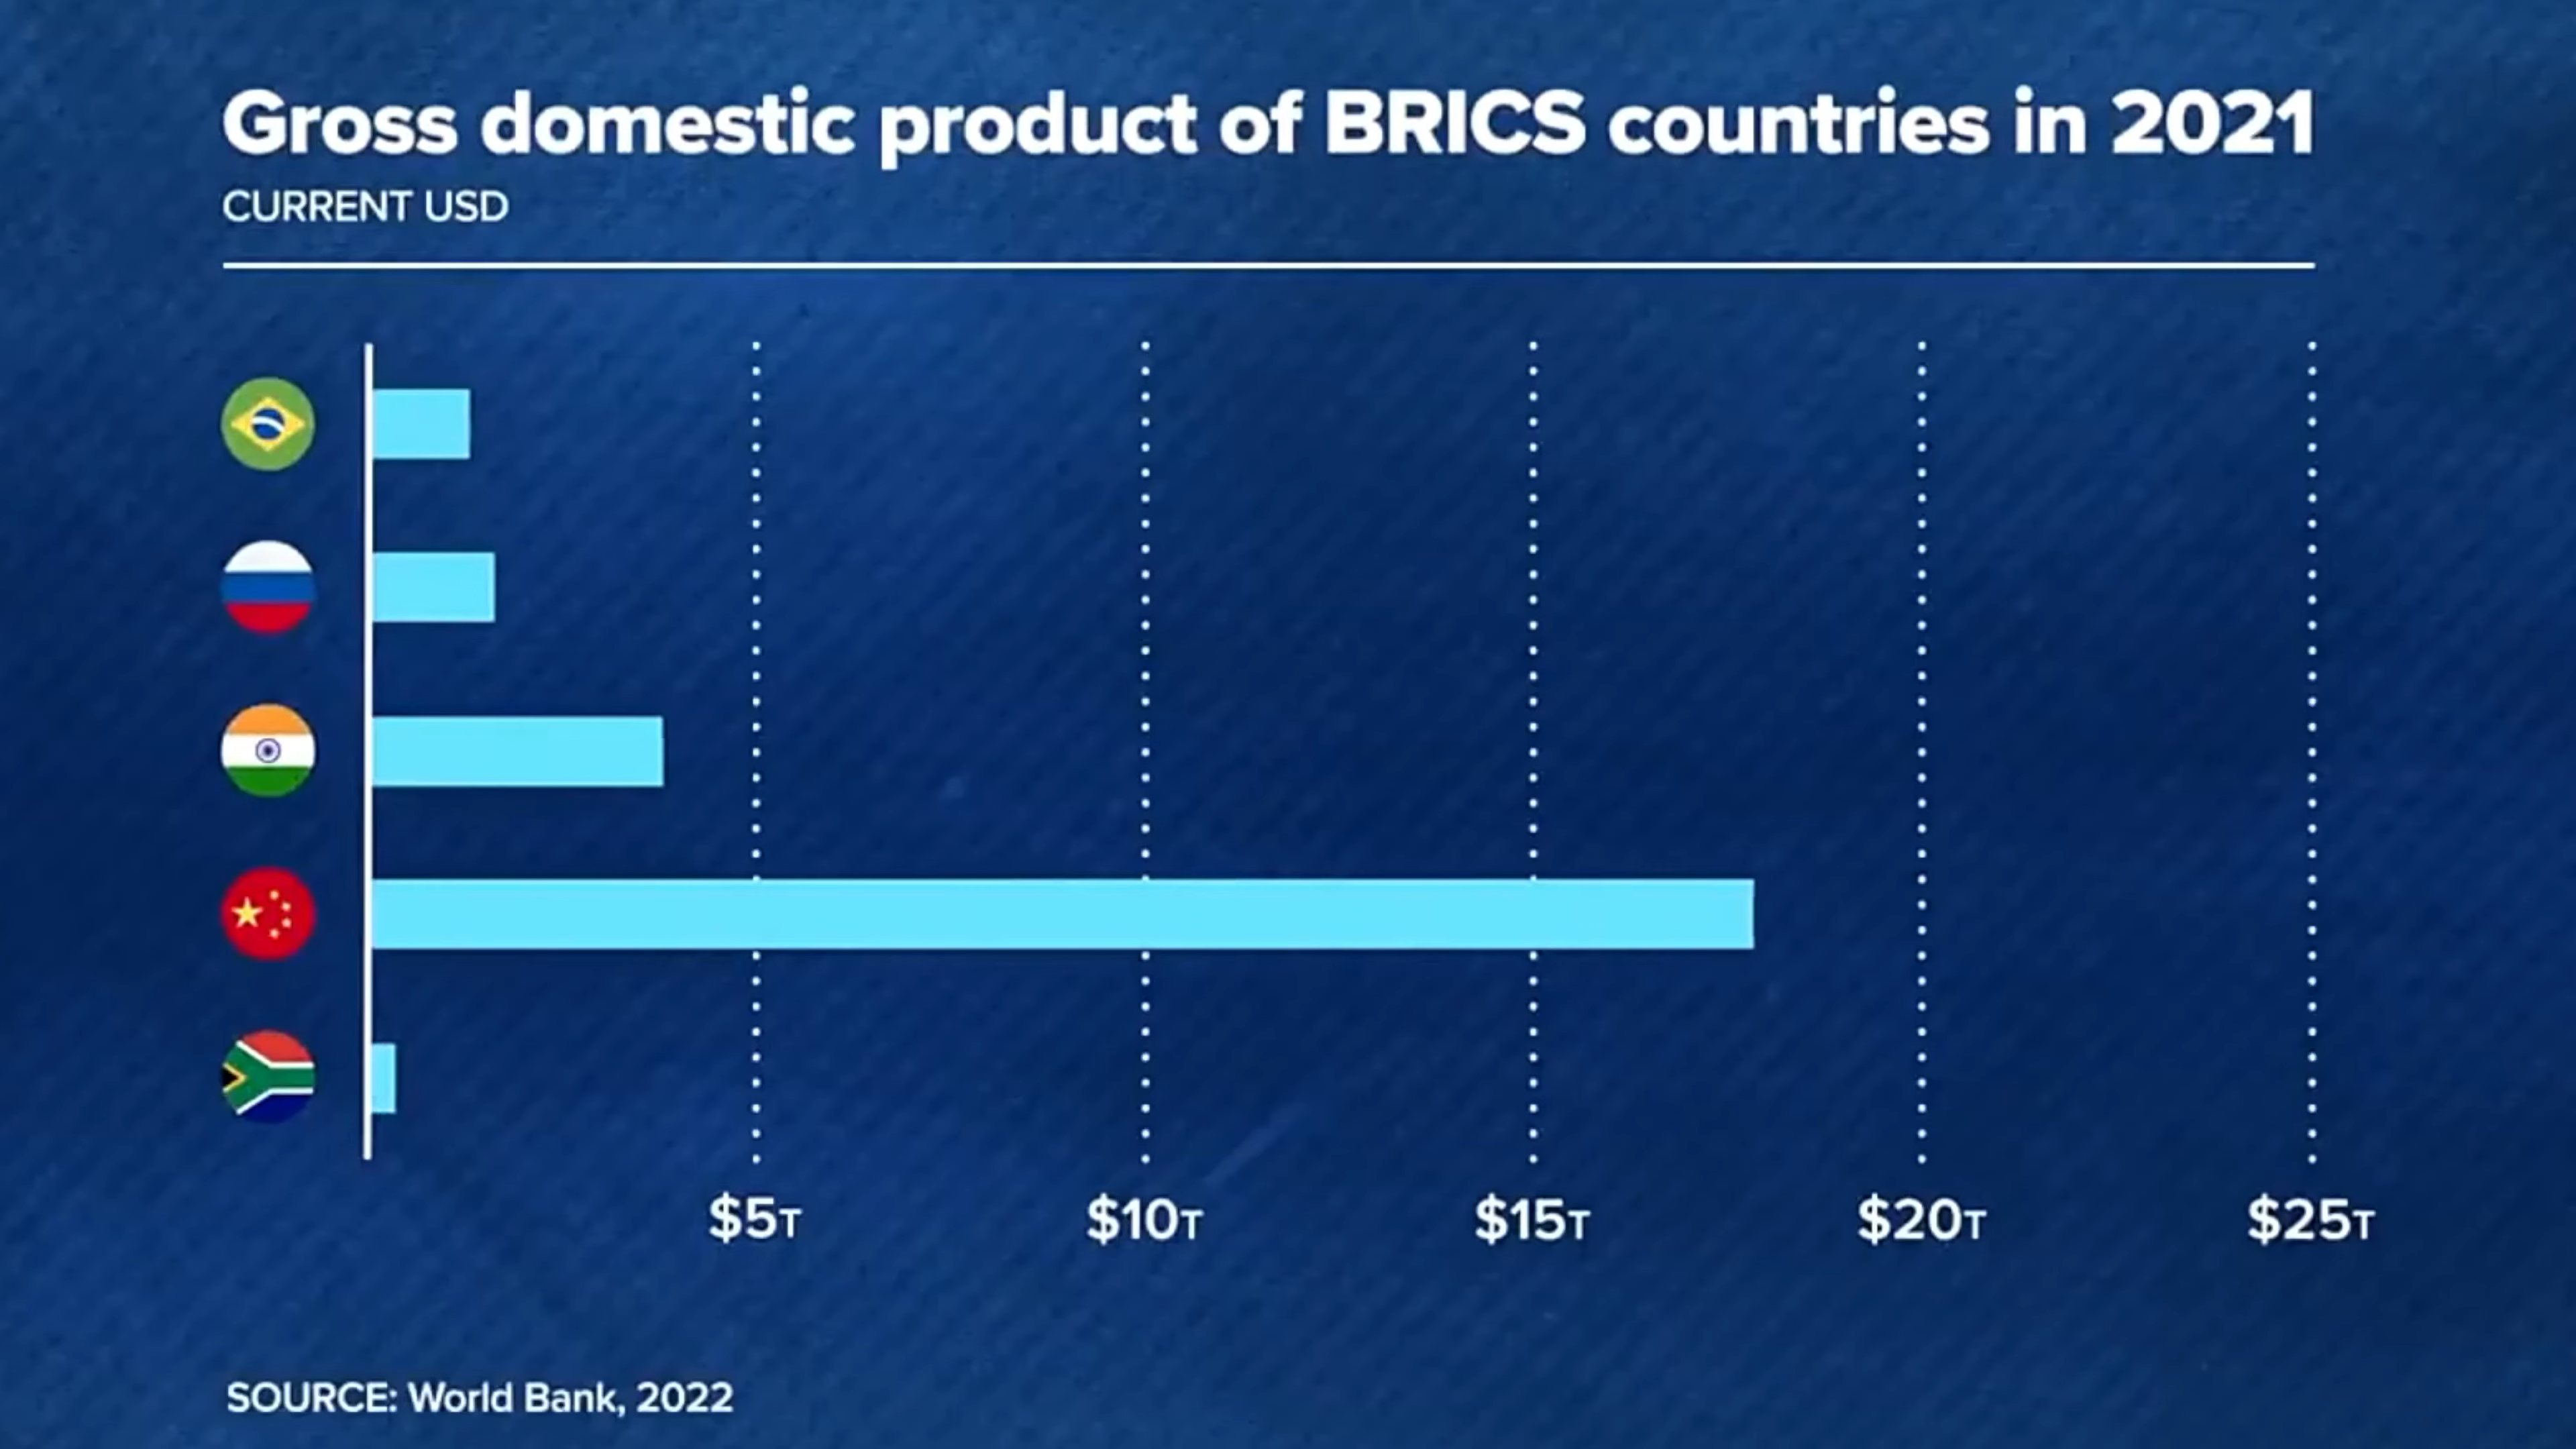 Gross domestic product of BRICS countries in 2021
CURRENT USD
$5T $10T $15T $20T $25T
SOURCE: World Bank, 2022